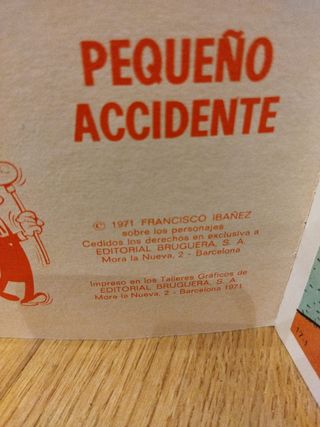 PEQUEÑO
ACCIDENTE
© 1971 FRANCISCO IBAÑEZ
sobre los personajes
Cedidos los derechos en exclusiva a
EDITORIAL BRUGUERA, S. A.
Mora la Nueva, 2 - Barcelona
Impreso en los Talleres Gráficos de
EDITORIAL BRUGUERA, S. A.
Mora la Nueva, 2 - Barcelona 1971